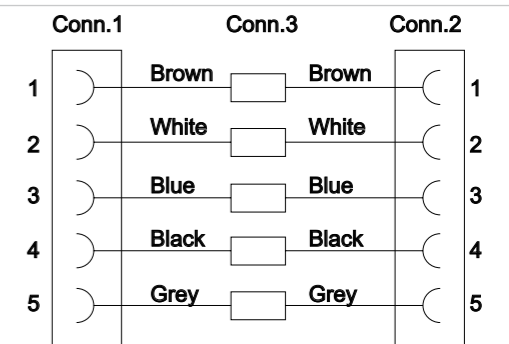 Conn.1 Conn.3 Conn.2
1 Brown Brown 1
2 White White 2
3 Blue Blue 3
4 Black Black 4
5 Grey Grey 5